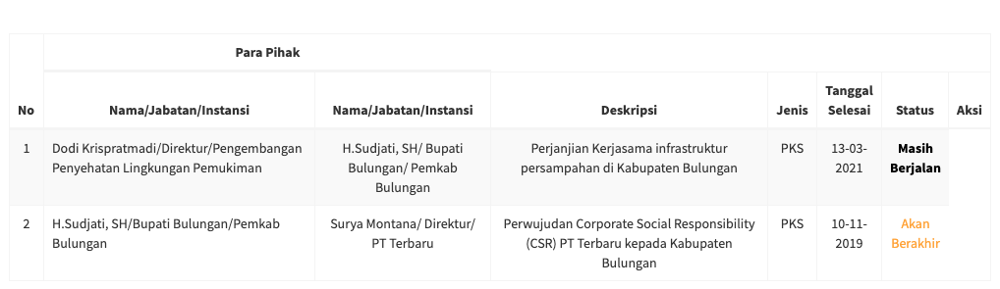 Para Pihak
No
Nama/Jabatan/Instansi
Nama/Jabatan/Instansi
Deskripsi
Jenis
Tanggal
Selesai
Status
Aksi
1
Dodi Krispratmadi/Direktur/Pengembangan
Penyehatan Lingkungan Pemukiman
H.Sudjati, SH/ Bupati
Bulungan/ Pemkab
Bulungan
Perjanjian Kerjasama infrastruktur
persampahan di Kabupaten Bulungan
PKS
13-03-
2021
Masih
Berjalan
2
H.Sudjati, SH/Bupati Bulungan/Pemkab
Bulungan
Surya Montana/ Direktur/
PT Terbaru
Perwujudan Corporate Social Responsibility
(CSR) PT Terbaru kepada Kabupaten
Bulungan
PKS
10-11-
2019
Akan
Berakhir